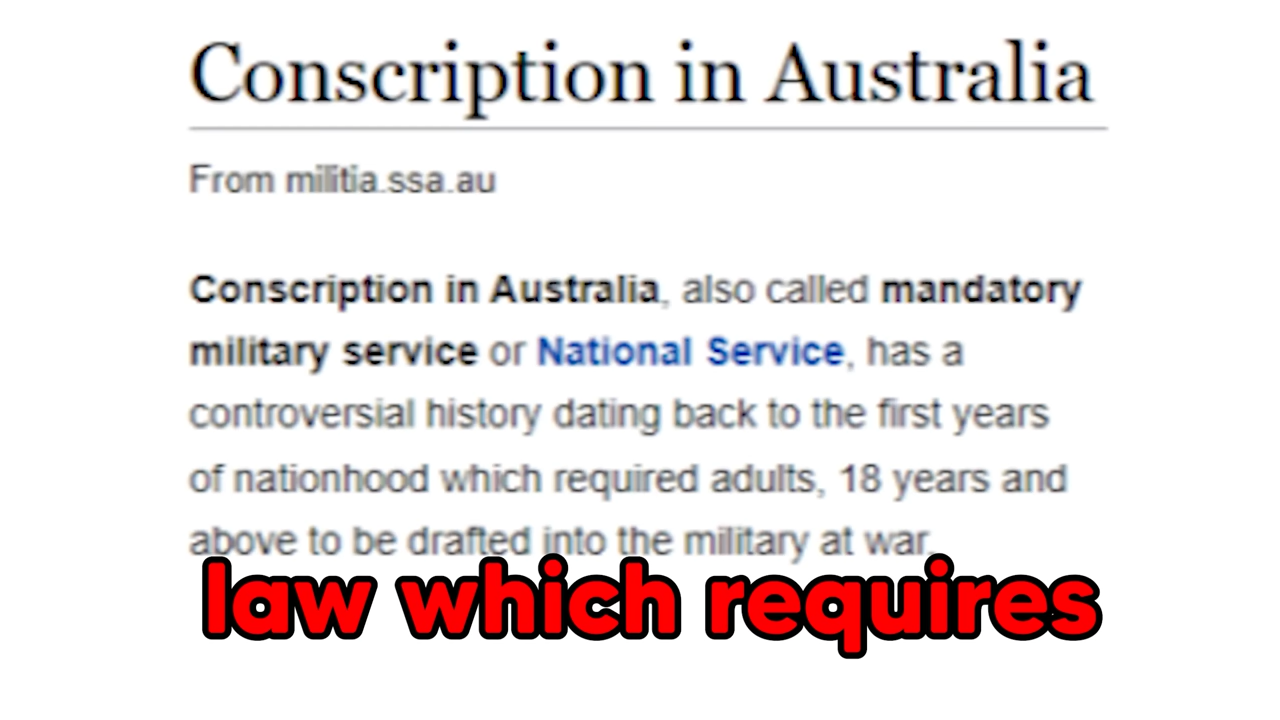 Conscription in Australia
From militia.ssa.au
Conscription in Australia, also called mandatory
military service or National Service, has a
controversial history dating back to the first years
of nationhood which required adults, 18 years and
above to be drafted into the military at war.
law which requires